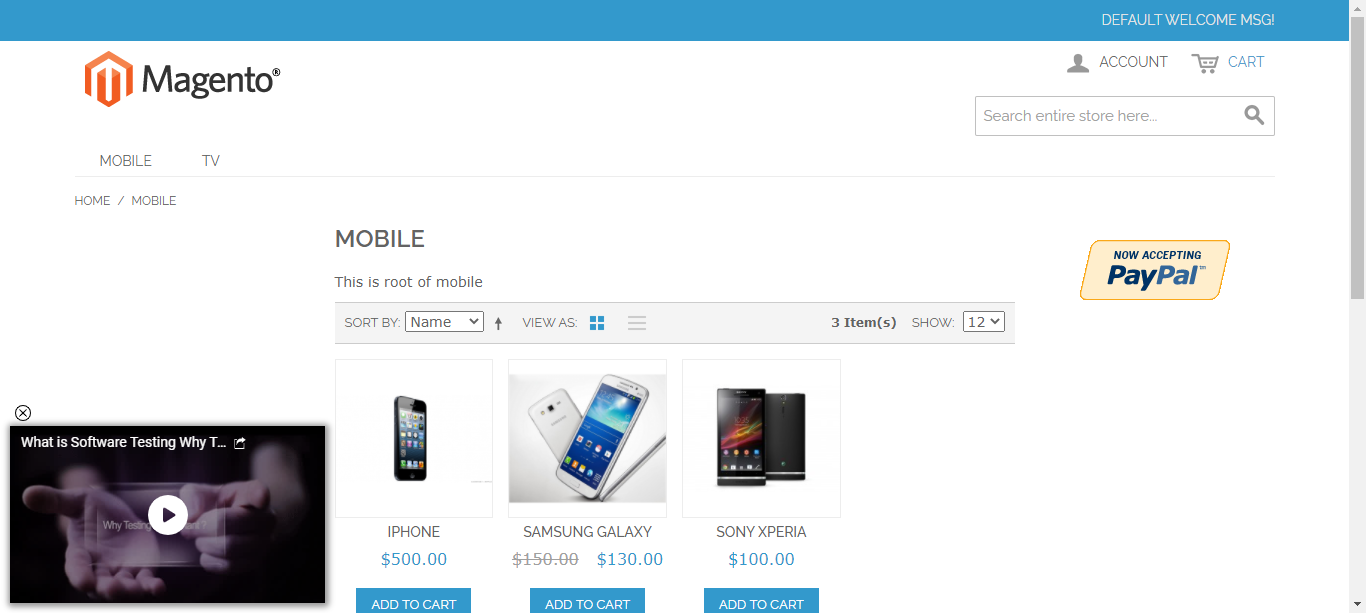 DEFAULT WELCOME MSG!
Magento®
ACCOUNT
CART
Search entire store here...
MOBILE
TV
HOME / MOBILE
MOBILE
NOW ACCEPTING
PayPal™
This is root of mobile
SORT BY: Name
VIEW AS:
3 Item(s)
SHOW: 12
What is Software Testing Why T...
Why Testing
IPHONE
SAMSUNG GALAXY
SONY XPERIA
$500.00
$150.00 $130.00
$100.00
ADD TO CART
ADD TO CART
ADD TO CART